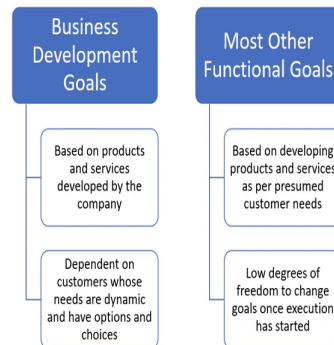 Business
Development
Goals
Based on products
and services
developed by the
company
Dependent on
customers whose
needs are dynamic
and have options and
choices
Most Other
Functional Goals
Based on developing
products and services
as per presumed
customer needs
Low degrees of
freedom to change
goals once execution
has started